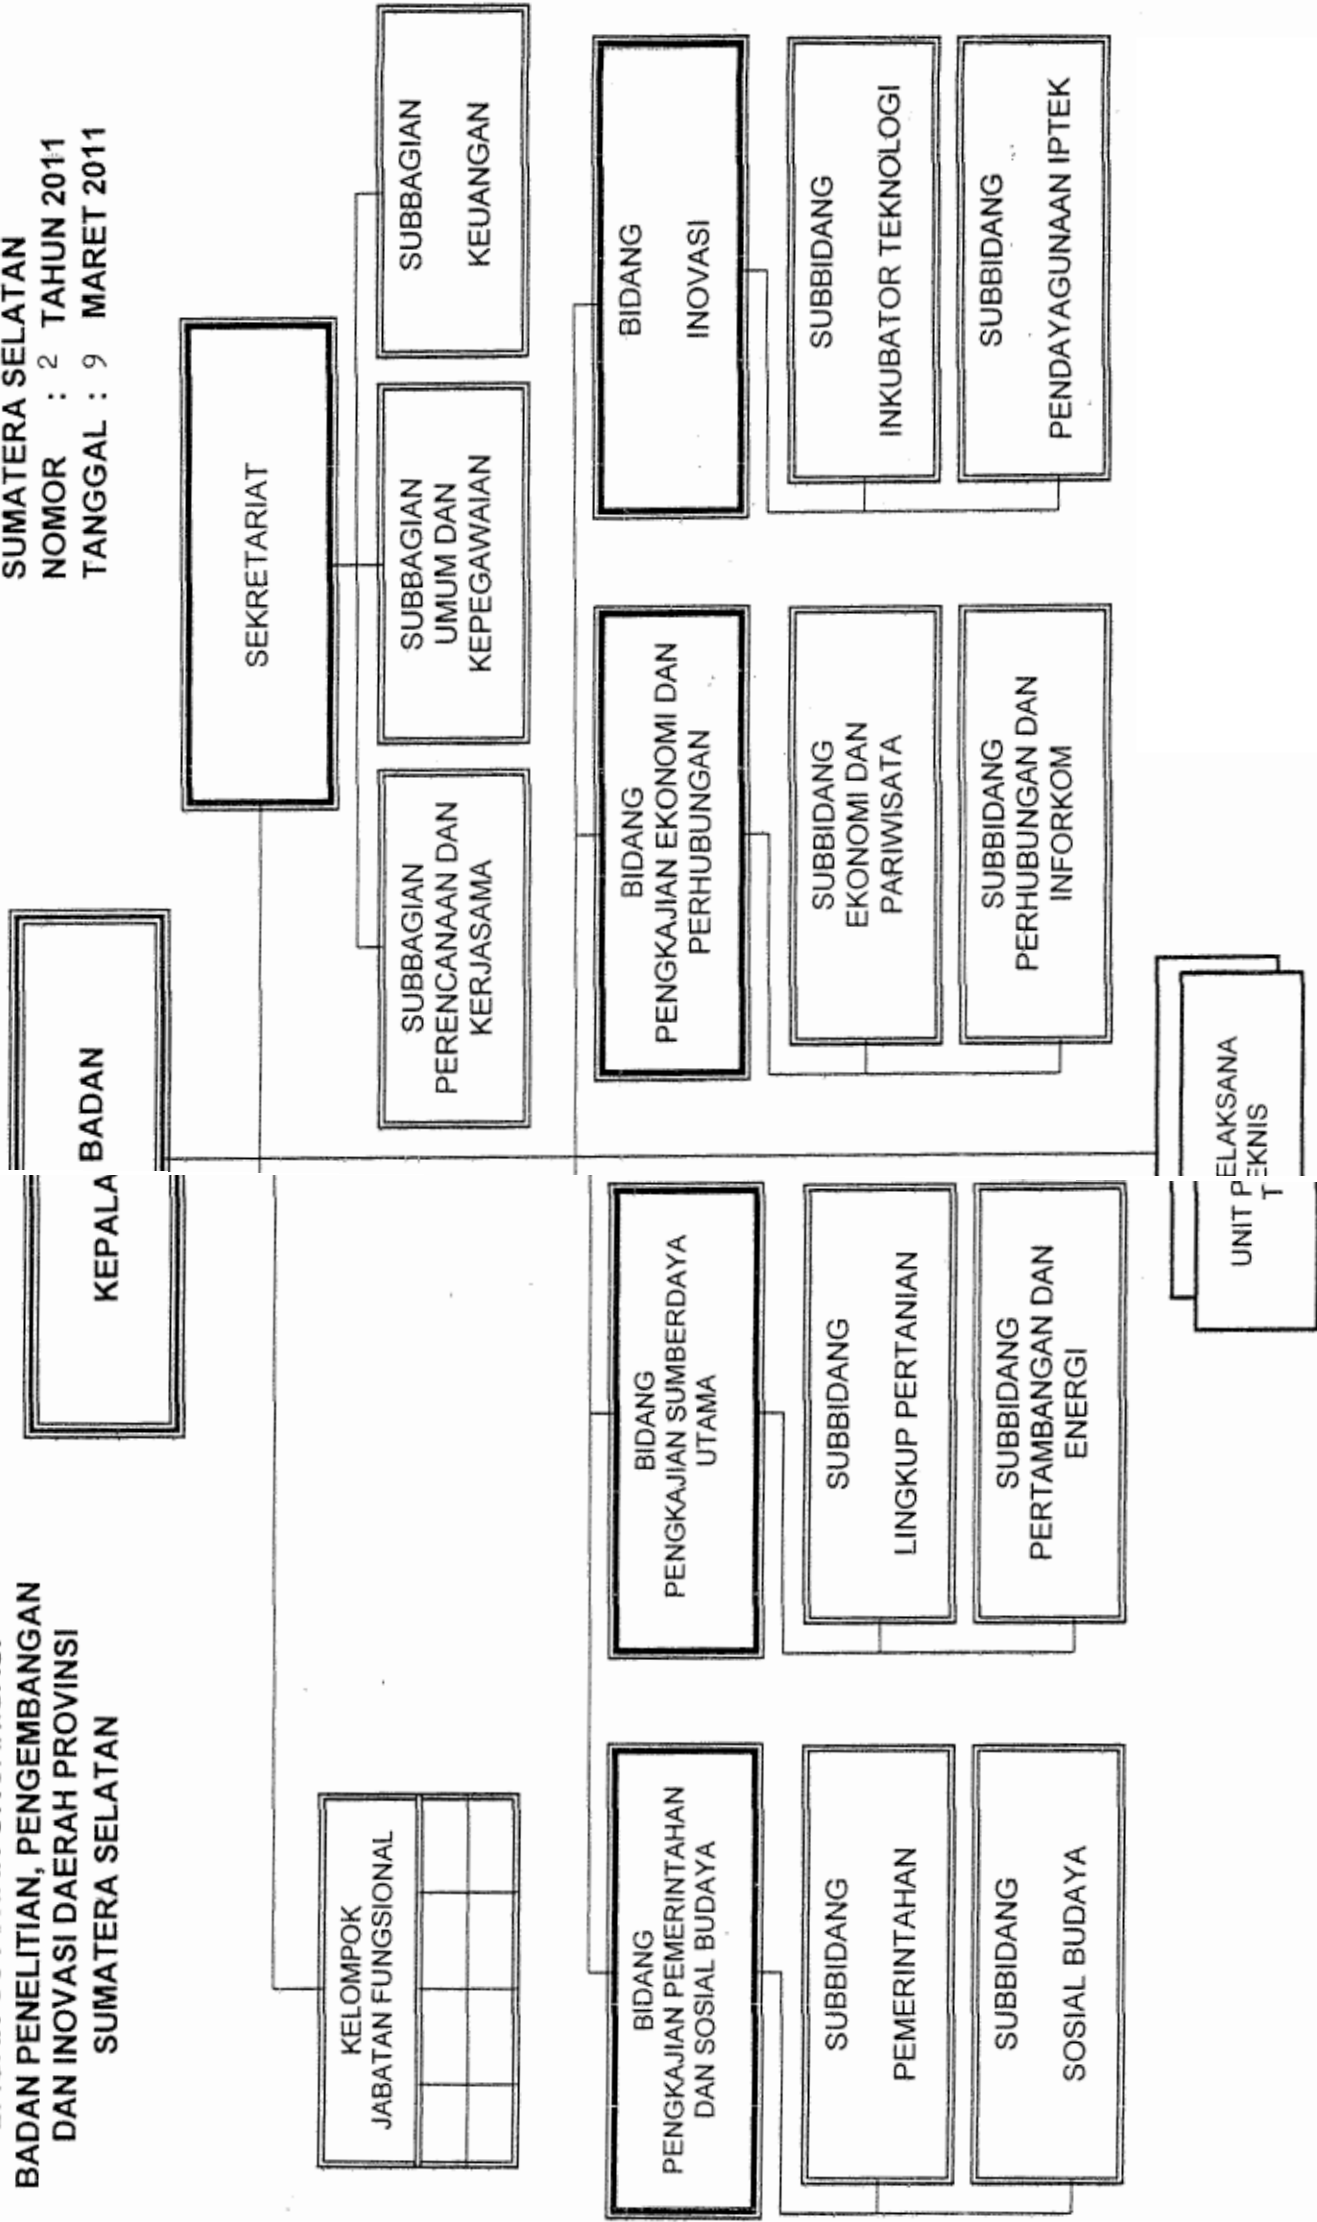 BADAN PENELITIAN, PENGEMBANGAN
DAN INOVASI DAERAH PROVINSI
SUMATERA SELATAN
SUMATERA SELATAN
NOMOR : 2 TAHUN 2011
TANGGAL : 9 MARET 2011
KEPALA BADAN
SEKRETARIAT
KELOMPOK
JABATAN FUNGSIONAL
SUBBAGIAN
PERENCANAAN DAN
KERJASAMA
SUBBAGIAN
UMUM DAN
KEPEGAWAIAN
SUBBAGIAN
KEUANGAN
BIDANG
PENGKAJIAN PEMERINTAHAN
DAN SOSIAL BUDAYA
BIDANG
PENGKAJIAN SUMBERDAYA
UTAMA
BIDANG
PENGKAJIAN EKONOMI DAN
PERHUBUNGAN
BIDANG
INOVASI
SUBBIDANG
PEMERINTAHAN
SUBBIDANG
LINGKUP PERTANIAN
SUBBIDANG
EKONOMI DAN
PARIWISATA
SUBBIDANG
INKUBATOR TEKNOLOGI
SUBBIDANG
SOSIAL BUDAYA
SUBBIDANG
PERTAMBANGAN DAN
ENERGI
SUBBIDANG
PERHUBUNGAN DAN
INFORKOM
SUBBIDANG
PENDAYAGUNAAN IPTEK
UNIT PELAKSANA
TEKNIS